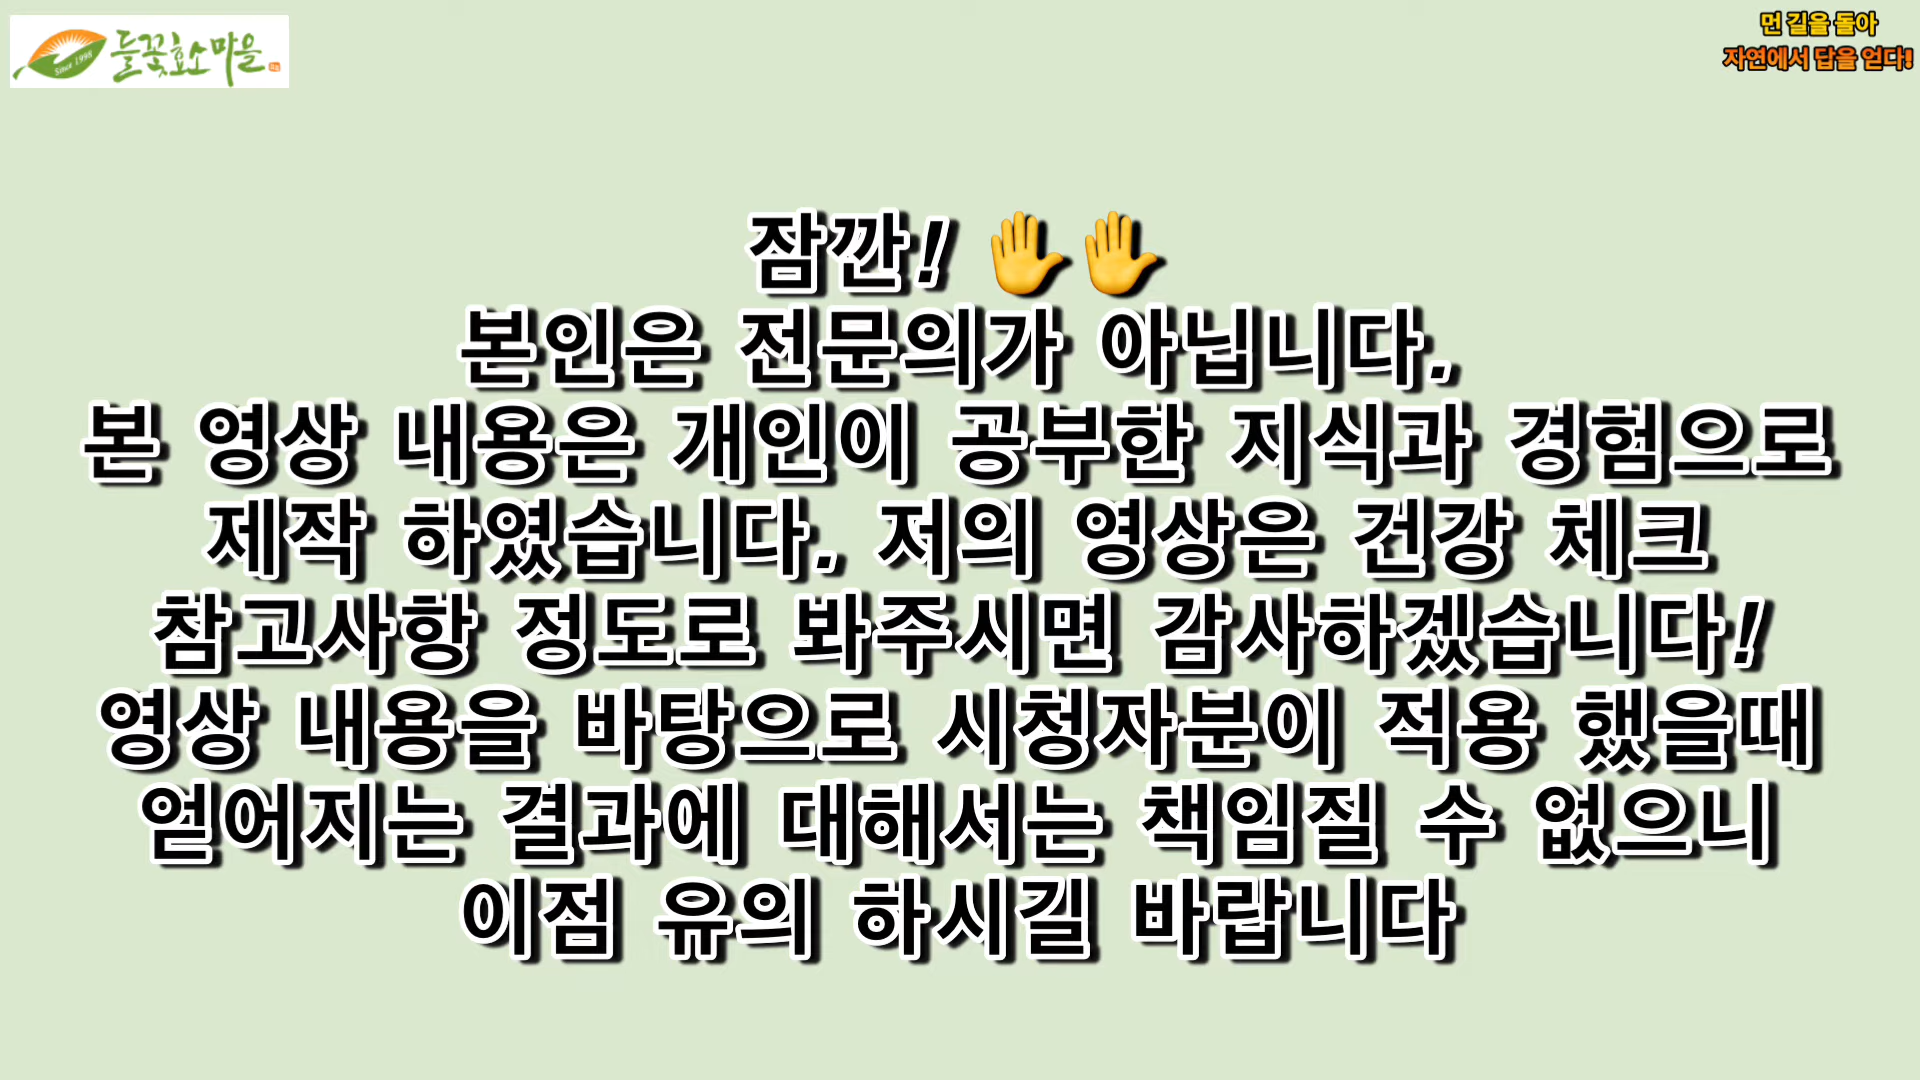 Since 1998
들꽃효소마을
먼 길을 돌아
자연에서 답을 얻다!
잠깐! ✋✋
본인은 전문의가 아닙니다.
본 영상 내용은 개인이 공부한 지식과 경험으로
제작 하였습니다. 저의 영상은 건강 체크
참고사항 정도로 봐주시면 감사하겠습니다!
영상 내용을 바탕으로 시청자분이 적용 했을때
얻어지는 결과에 대해서는 책임질 수 없으니
이점 유의 하시길 바랍니다